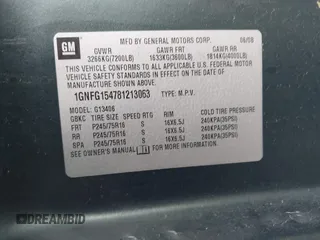 GM
MFD BY GENERAL MOTORS CORP. 08/08
GVWR GAWR FRT GAWR RR
3266KG(7200LB) 1633KG(3600LB) 1814KG(4000LB)
THIS VEHICLE CONFORMS TO ALL APPLICABLE U.S. FEDERAL MOTOR
VEHICLE SAFETY STANDARDS IN EFFECT ON THE DATE OF
MANUFACTURE SHOWN ABOVE.
1GNFG154781213063 TYPE: M.P.V.
MODEL: G13406
GBKC TIRE SIZE SPEED RTG RIM COLD TIRE PRESSURE
FRT P245/75R16 S 16X6.5J 240KPA(35PSI)
RR P245/75R16 S 16X6.5J 240KPA(35PSI)
SPA P245/75R16 S 16X6.5J 240KPA(35PSI)
SEE OWNER'S MANUAL FOR ADDITIONAL INFORMATION.
DREAMBID